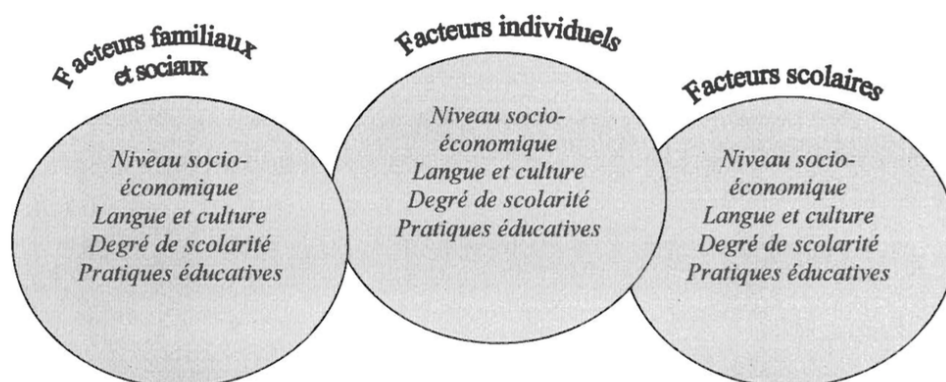 Facteurs familiaux
et sociaux
Niveau socio-
économique
Langue et culture
Degré de scolarité
Pratiques éducatives
Facteurs individuels
Niveau socio-
économique
Langue et culture
Degré de scolarité
Pratiques éducatives
Facteurs scolaires
Niveau socio-
économique
Langue et culture
Degré de scolarité
Pratiques éducatives